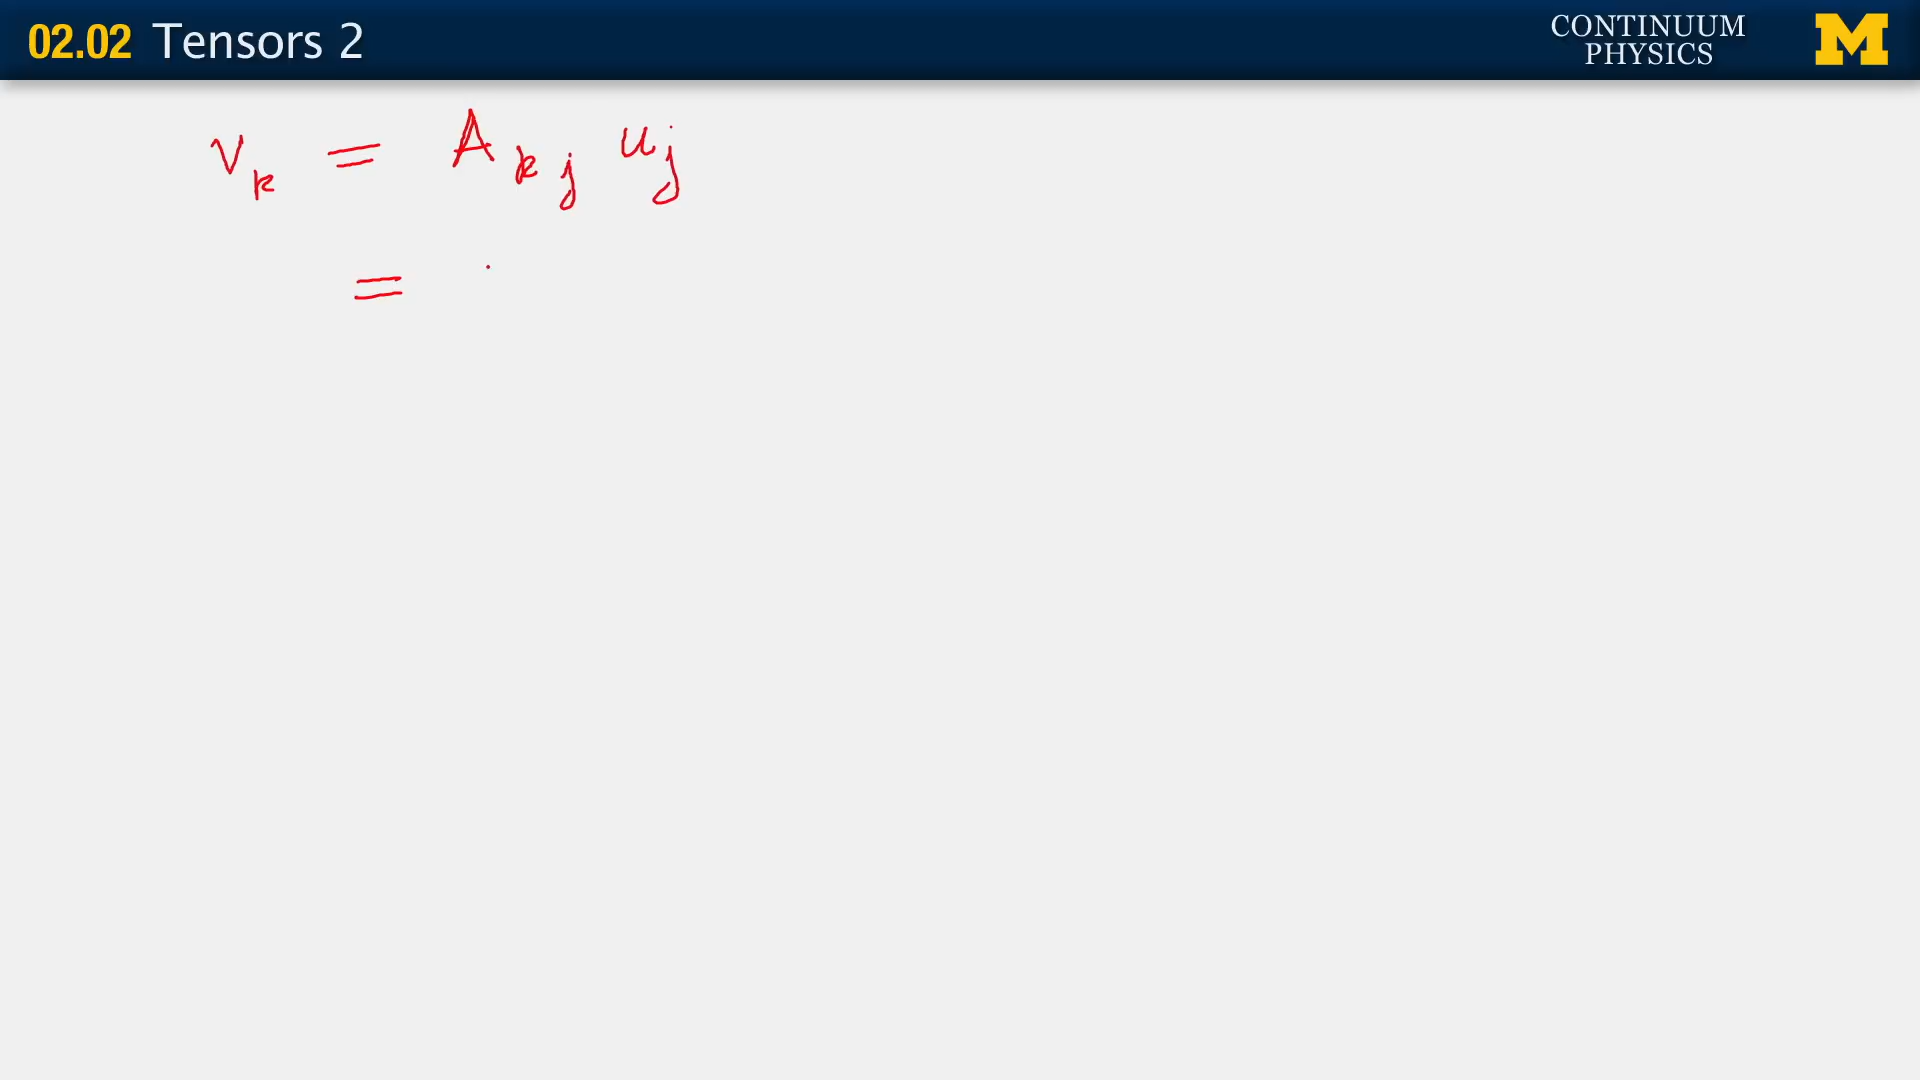 02.02 Tensors 2
CONTINUUM
PHYSICS
M
v_k = A_kj u_j
=